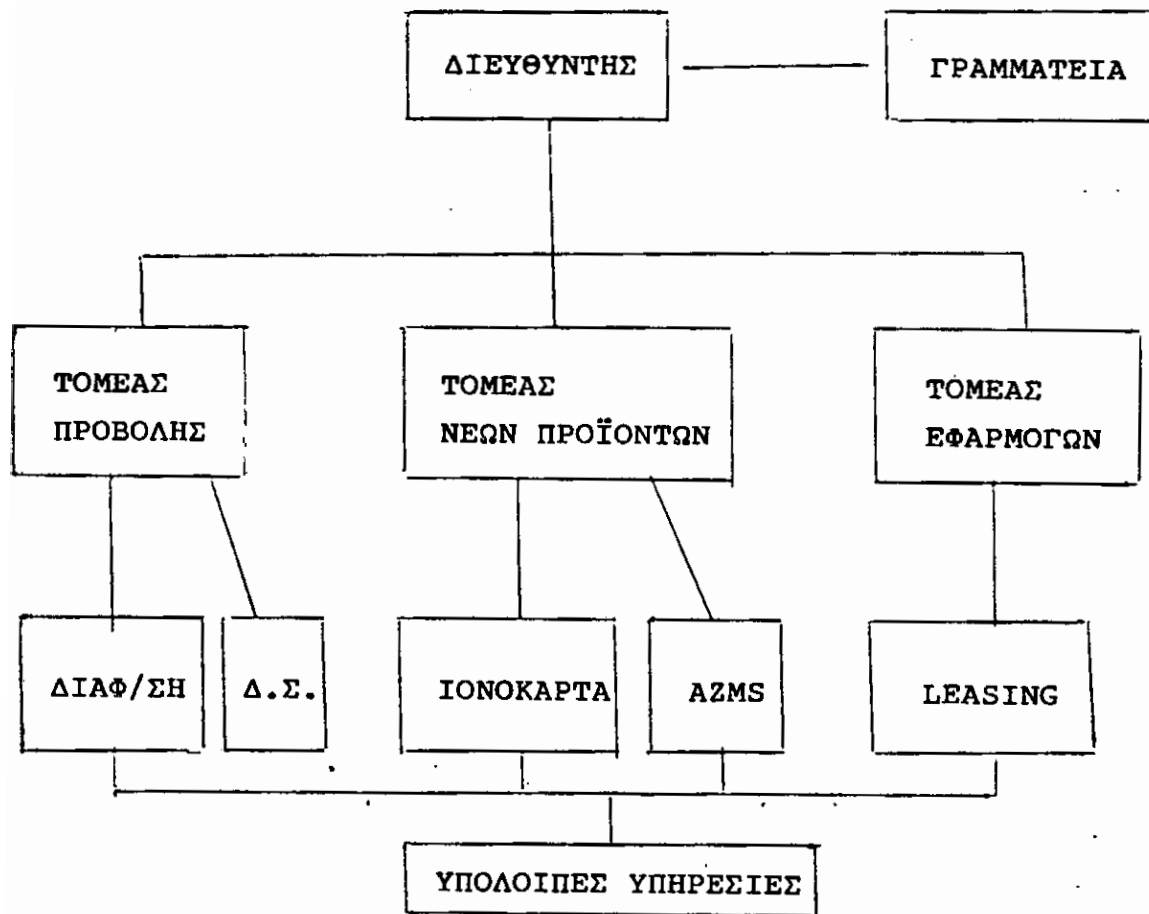 ΔΙΕΥΘΥΝΤΗΣ
ΓΡΑΜΜΑΤΕΙΑ
ΤΟΜΕΑΣ
ΠΡΟΒΟΛΗΣ
ΤΟΜΕΑΣ
ΝΕΩΝ ΠΡΟΪΟΝΤΩΝ
ΤΟΜΕΑΣ
ΕΦΑΡΜΟΓΩΝ
ΔΙΑΦ/ΣΗ
Δ.Σ.
ΙΟΝΟΚΑΡΤΑ
AZMS
LEASING
ΥΠΟΛΟΙΠΕΣ ΥΠΗΡΕΣΙΕΣ